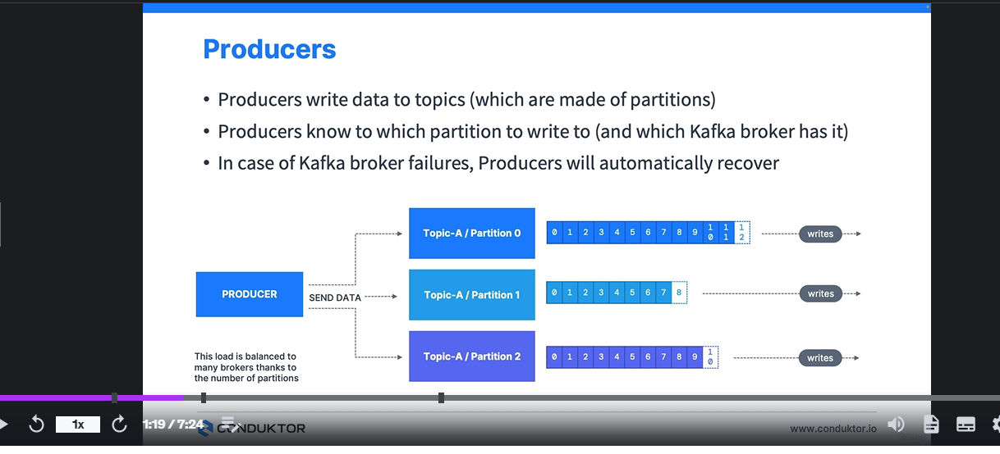 Producers
• Producers write data to topics (which are made of partitions)
• Producers know to which partition to write to (and which Kafka broker has it)
• In case of Kafka broker failures, Producers will automatically recover
Topic-A / Partition 0
0 1 2 3 4 5 6 7 8 9 10 11 12
writes
PRODUCER
SEND DATA
Topic-A / Partition 1
0 1 2 3 4 5 6 7 8
writes
Topic-A / Partition 2
0 1 2 3 4 5 6 7 8 9 10
writes
This load is balanced to
many brokers thanks to
the number of partitions
1x
1:19 / 7:24
CONDUKTOR
www.conduktor.io